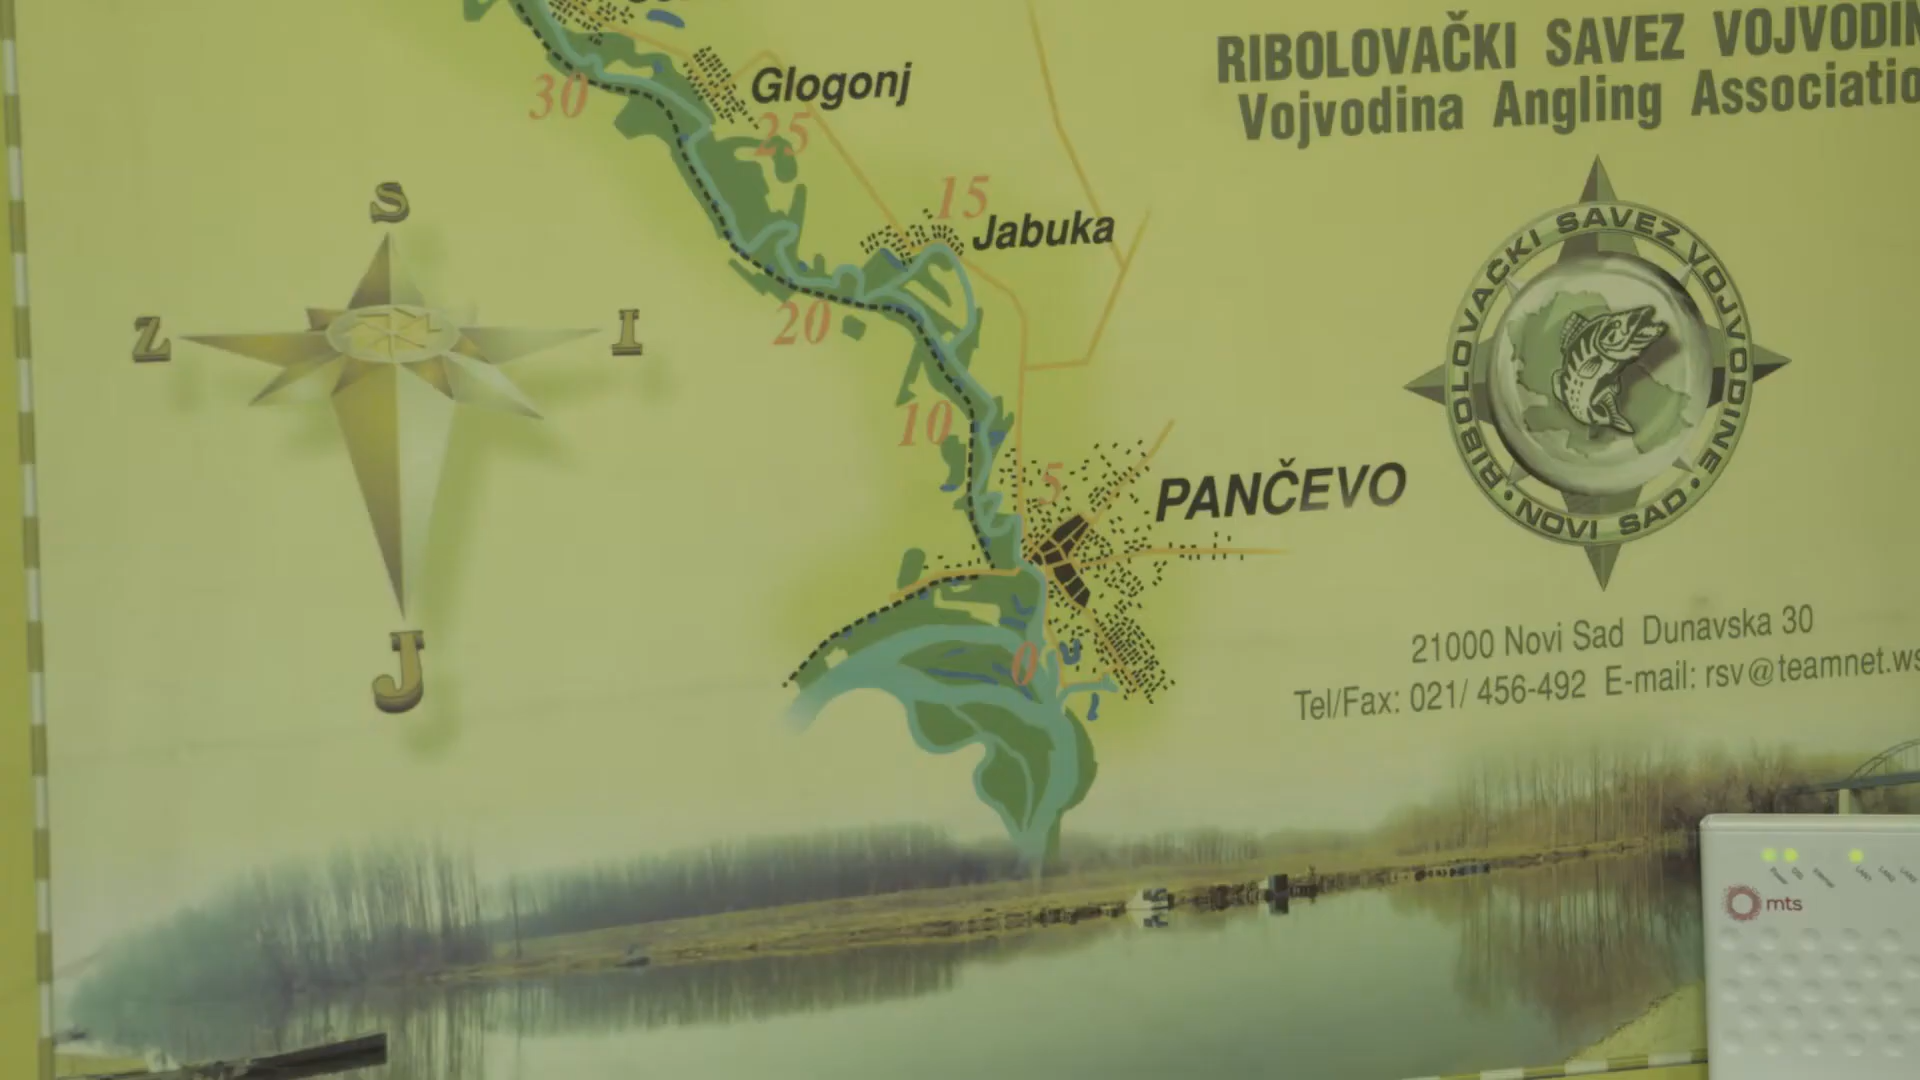 RIBOLOVAČKI SAVEZ VOJVODIN
Vojvodina Angling Associatio
30
Glogonj
25
S
15
Jabuka
Z
I
20
10
5
PANČEVO
RIBOLOVAČKI SAVEZ VOJVODINE
• NOVI SAD •
J
0
21000 Novi Sad Dunavska 30
Tel/Fax: 021/ 456-492 E-mail: rsv@teamnet.ws
mts